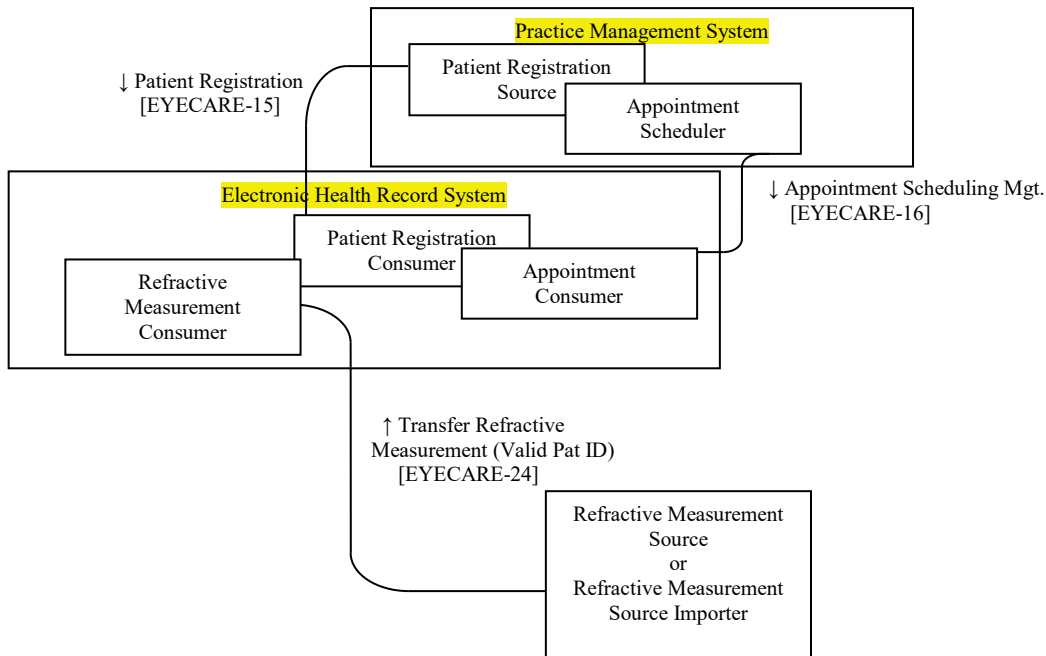 Practice Management System
Patient Registration
Source
↓ Patient Registration
[EYECARE-15]
Appointment
Scheduler
↓ Appointment Scheduling Mgt.
[EYECARE-16]
Electronic Health Record System
Patient Registration
Consumer
Appointment
Consumer
Refractive
Measurement
Consumer
↑ Transfer Refractive
Measurement (Valid Pat ID)
[EYECARE-24]
Refractive Measurement
Source
or
Refractive Measurement
Source Importer